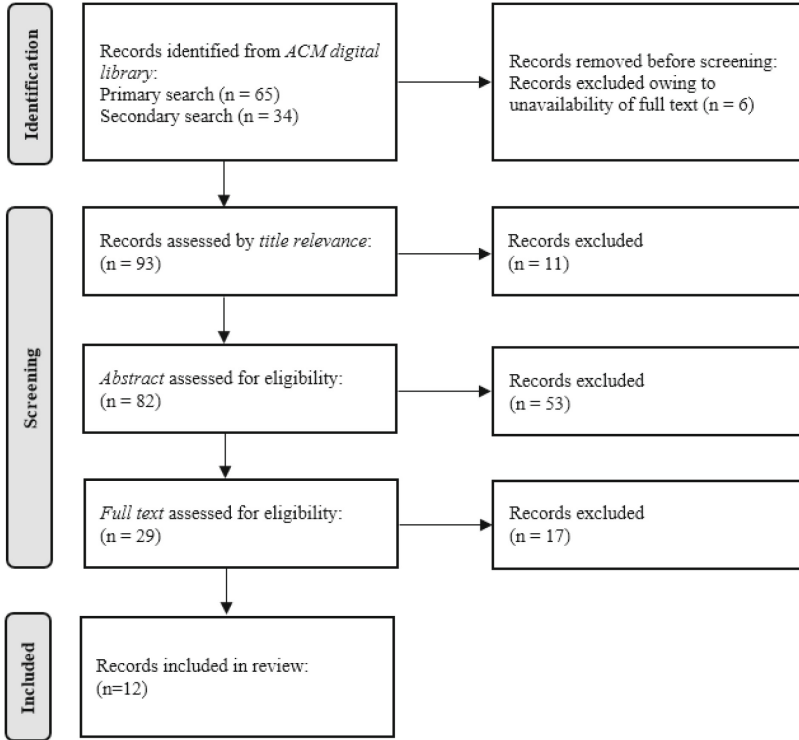 Identification
Records identified from ACM digital
library:
Primary search (n = 65)
Secondary search (n = 34)
Records removed before screening:
Records excluded owing to
unavailability of full text (n = 6)
Screening
Records assessed by title relevance:
(n = 93)
Records excluded
(n = 11)
Abstract assessed for eligibility:
(n = 82)
Records excluded
(n = 53)
Full text assessed for eligibility:
(n = 29)
Records excluded
(n = 17)
Included
Records included in review:
(n=12)